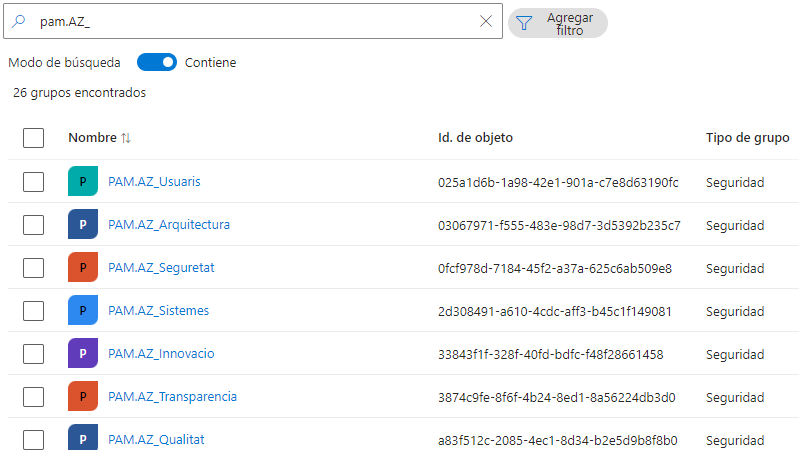 pam.AZ_
Agregar
filtro
Modo de búsqueda Contiene
26 grupos encontrados
Nombre Id. de objeto Tipo de grupo
P PAM.AZ_Usuaris 025a1d6b-1a98-42e1-901a-c7e8d63190fc Seguridad
P PAM.AZ_Arquitectura 03067971-f555-483e-98d7-3d5392b235c7 Seguridad
P PAM.AZ_Seguretat 0fcf978d-7184-45f2-a37a-625c6ab509e8 Seguridad
P PAM.AZ_Sistemes 2d308491-a610-4cdc-aff3-b45c1f149081 Seguridad
P PAM.AZ_Innovacio 33843f1f-328f-40fd-bdfc-f48f28661458 Seguridad
P PAM.AZ_Transparencia 3874c9fe-8f6f-4b24-8ed1-8a56224db3d0 Seguridad
P PAM.AZ_Qualitat a83f512c-2085-4ec1-8d34-b2e5d9b8f8b0 Seguridad